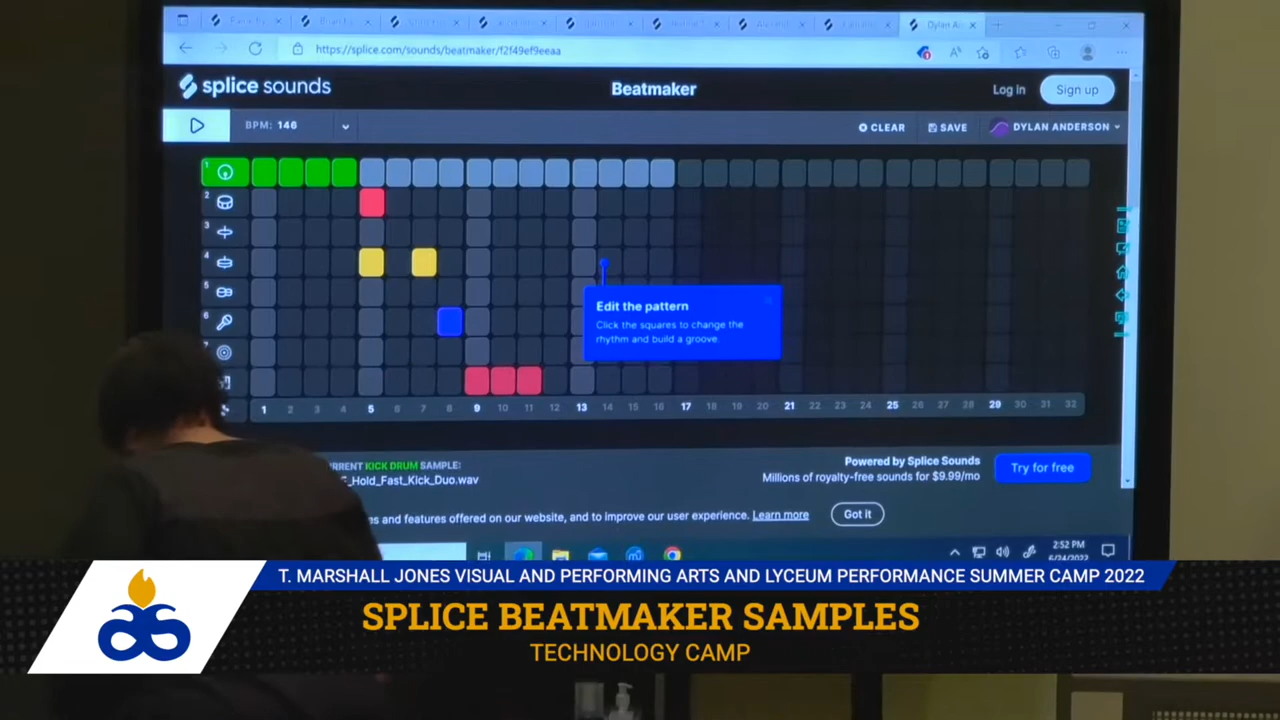 Dylan A
https://splice.com/sounds/beatmaker/f2f49ef9eeaa
splice sounds
Beatmaker
Log in
Sign up
BPM: 146
CLEAR
SAVE
DYLAN ANDERSON
1
2
3
4
5
6
7
Edit the pattern
Click the squares to change the
rhythm and build a groove.
1 2 3 4 5 6 7 8 9 10 11 12 13 14 15 16 17 18 19 20 21 22 23 24 25 26 27 28 29 30 31 32
RRENT KICK DRUM SAMPLE:
_Hold_Fast_Kick_Duo.wav
Powered by Splice Sounds
Millions of royalty-free sounds for $9.99/mo
Try for free
es and features offered on our website, and to improve our user experience. Learn more
Got it
2:52 PM
6/24/2022
T. MARSHALL JONES VISUAL AND PERFORMING ARTS AND LYCEUM PERFORMANCE SUMMER CAMP 2022
SPLICE BEATMAKER SAMPLES
TECHNOLOGY CAMP